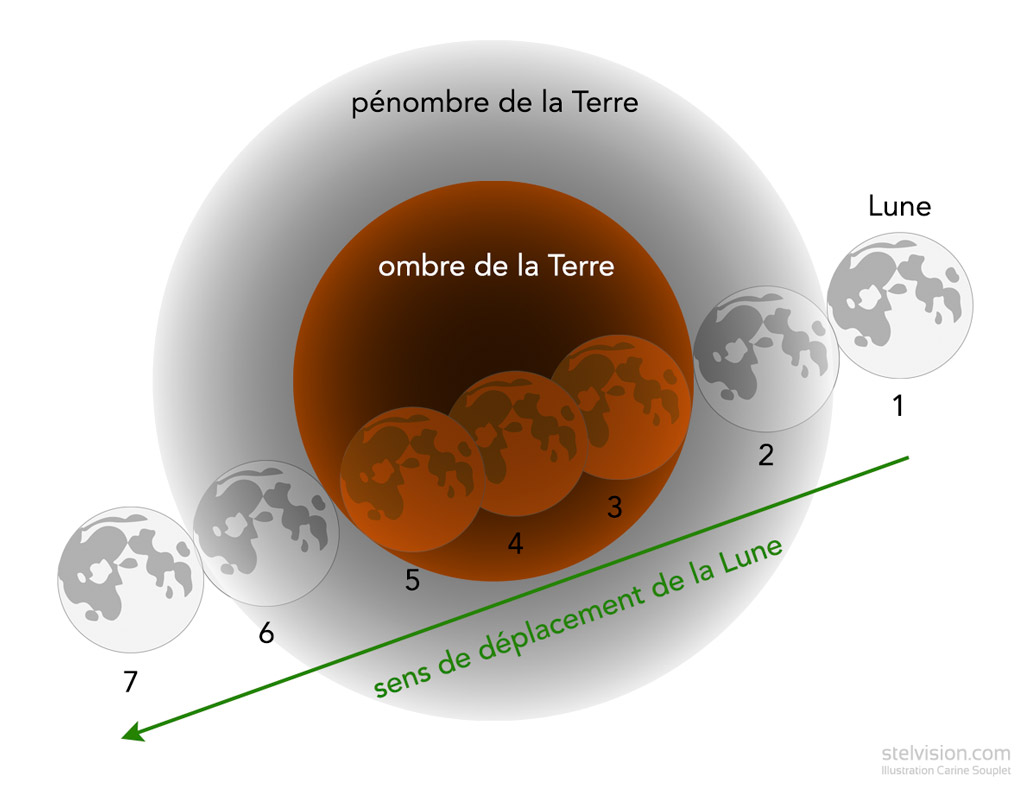 pénombre de la Terre
Lune
ombre de la Terre
1
2
3
4
5
6
7
sens de déplacement de la Lune
stelvision.com
Illustration Carine Souplet